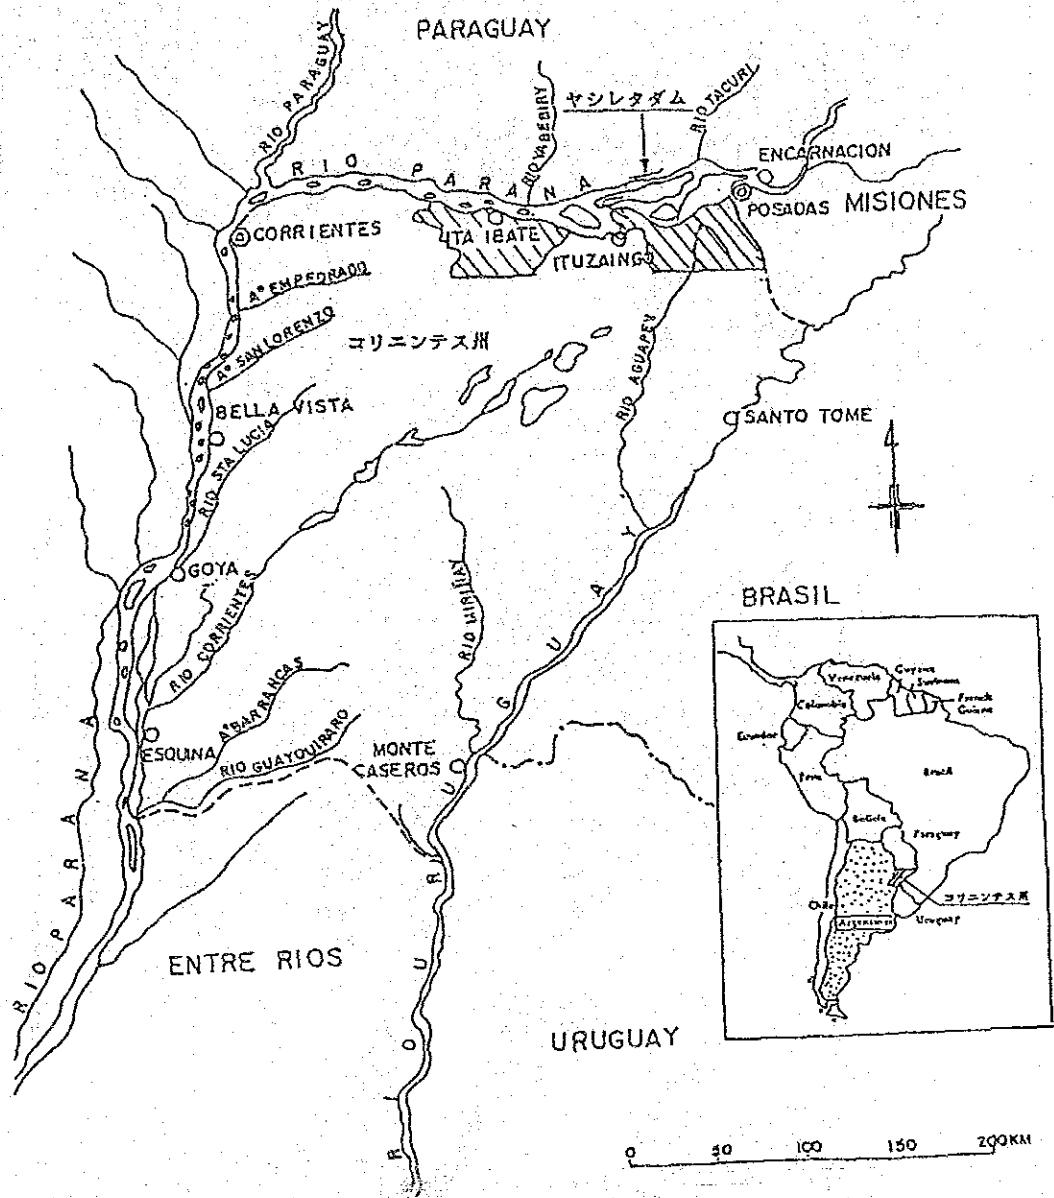 PARAGUAY
RIO PARAGUAY
RIO YABEBIRY
ヤシレタダム
RIO TACURI
RIO PARANA
ENCARNACION
POSADAS
MISIONES
CORRIENTES
ITA IBATE
ITUZAINGO
Aº EMPEDRADO
Aº SAN LORENZO
コリエンテス州
RIO AGUAPEY
BELLA VISTA
SANTO TOME
RIO STA LUCIA
GOYA
RIO CORRIENTES
RIO MIRIÑAY
BRASIL
Aº BARRANCAS
ESQUINA
RIO GUAYQUIRARO
MONTE
CASEROS
RIO URUGUAY
RIO PARANA
ENTRE RIOS
URUGUAY
Venezuela
Guyana
Surinam
French
Guiana
Colombia
Ecuador
Peru
Brazil
Bolivia
Paraguay
コリエンテス州
Chile
Argentina
Uruguay
0 50 100 150 200KM